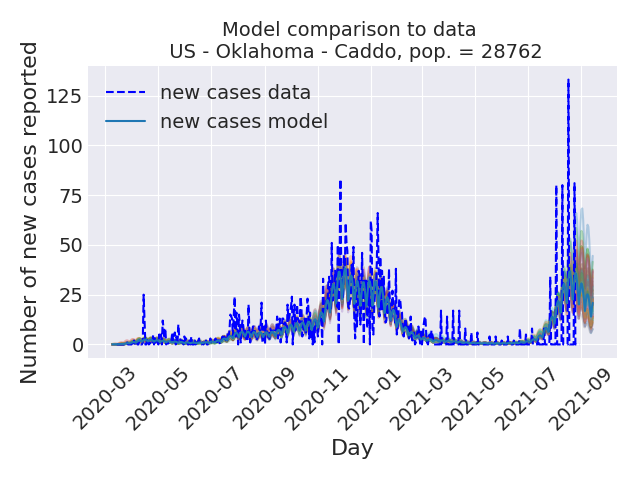 Model comparison to data
US - Oklahoma - Caddo, pop. = 28762
Number of new cases reported
125
100
75
50
25
0
new cases data
new cases model
2020-03
2020-05
2020-07
2020-09
2020-11
2021-01
2021-03
2021-05
2021-07
2021-09
Day